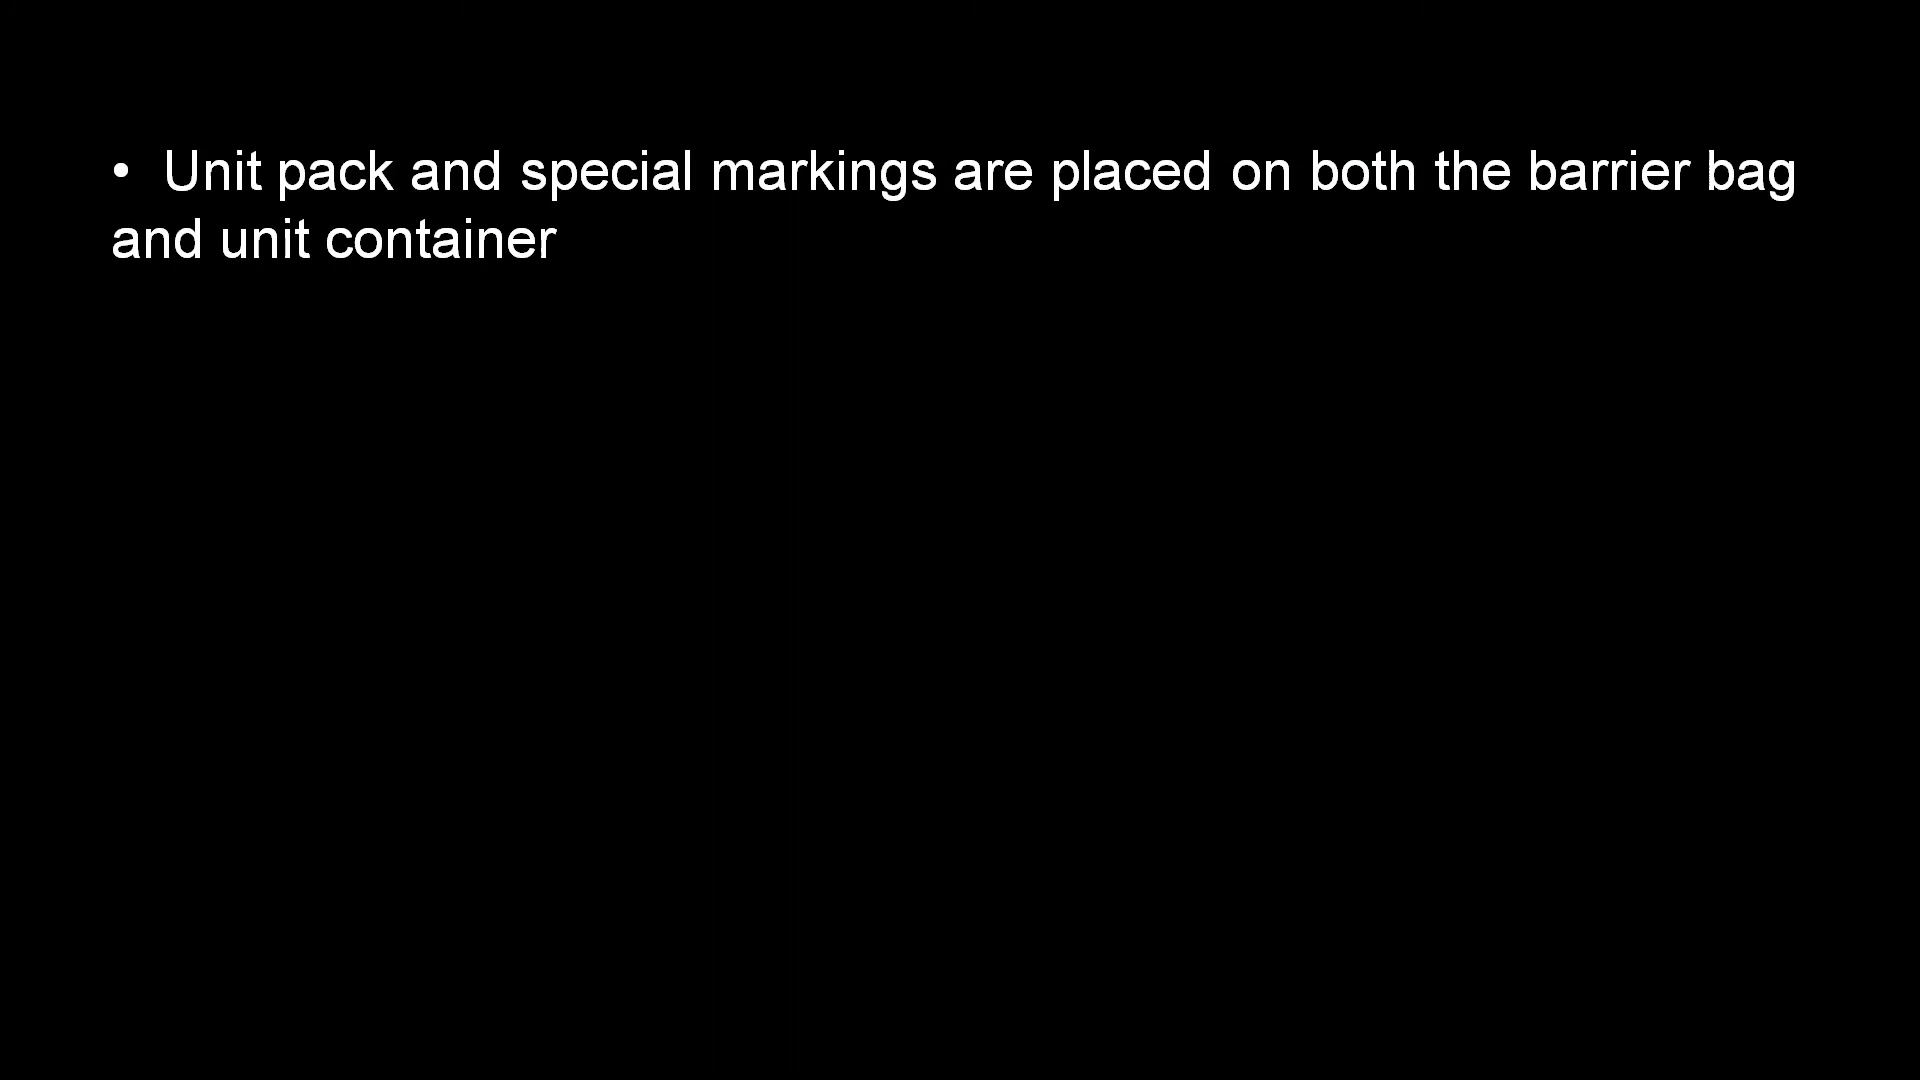 • Unit pack and special markings are placed on both the barrier bag
and unit container